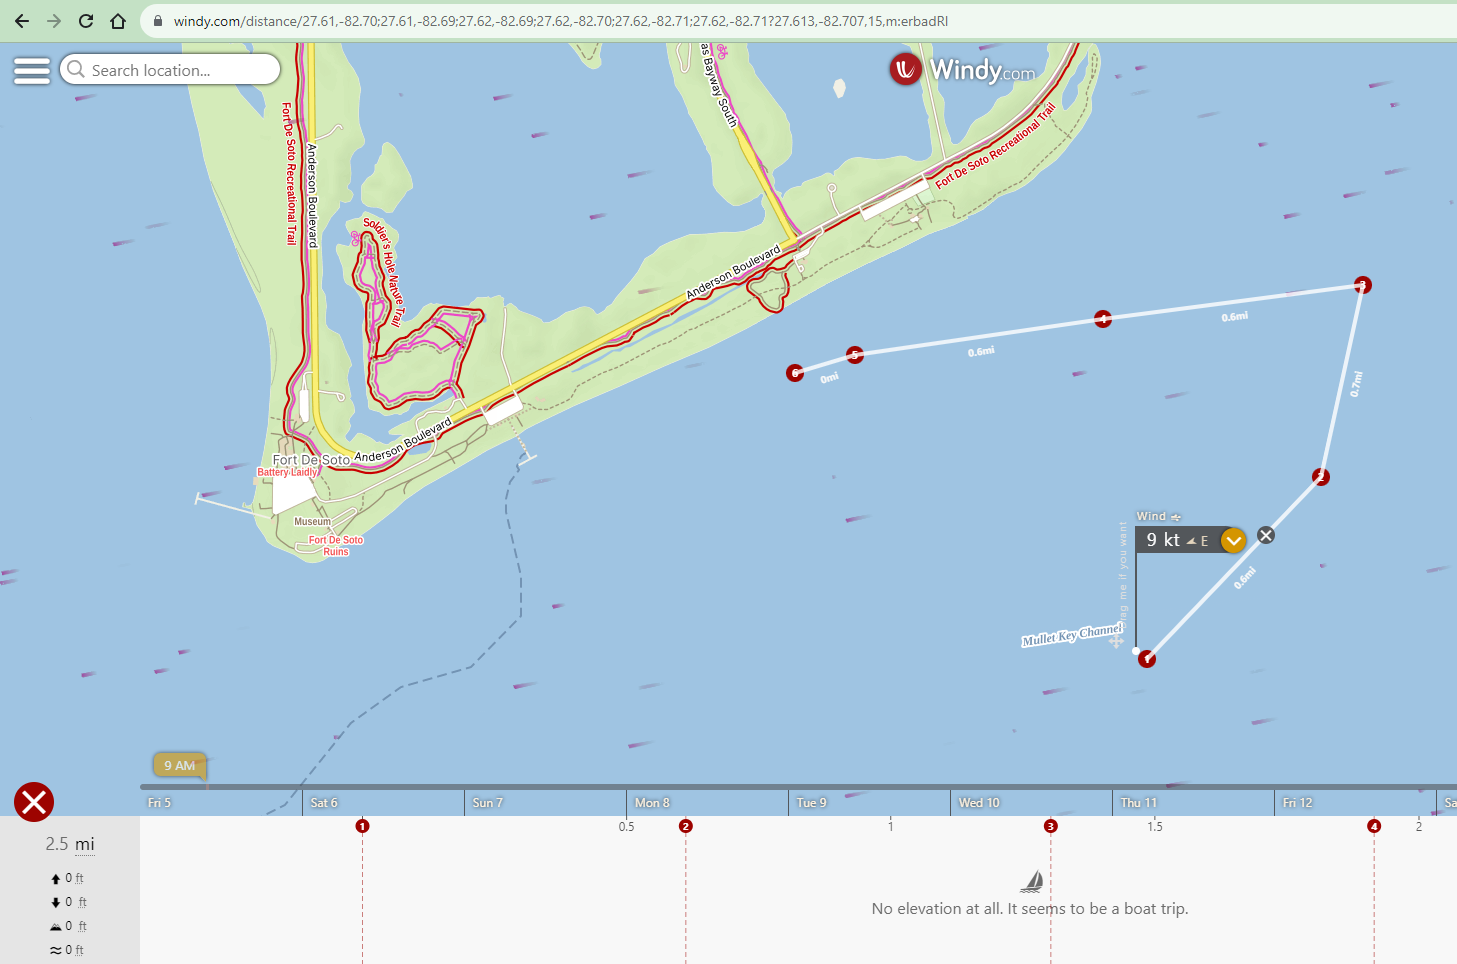 windy.com/distance/27.61,-82.70;27.61,-82.69;27.62,-82.69;27.62,-82.70;27.62,-82.71;27.62,-82.71?27.613,-82.707,15,m:erbadRI
Search location...
Windy.com
as Bayway South
Fort De Soto Recreational Trail
Anderson Boulevard
Fort De Soto Recreational Trail
Soldier's Hole Nature Trail
Anderson Boulevard
3
0.6mi
4
0.6mi
5
6
0mi
0.7mi
Anderson Boulevard
Fort De Soto
Battery Laidly
2
Museum
Wind
9 kt E
Drag me if you want
Fort De Soto
Ruins
0.6mi
Mullet Key Channel
1
9 AM
Fri 5 Sat 6 Sun 7 Mon 8 Tue 9 Wed 10 Thu 11 Fri 12 Sa
1 0.5 2 1 3 1.5 4 2
2.5 mi
0 ft
0 ft
0 ft
0 ft
No elevation at all. It seems to be a boat trip.